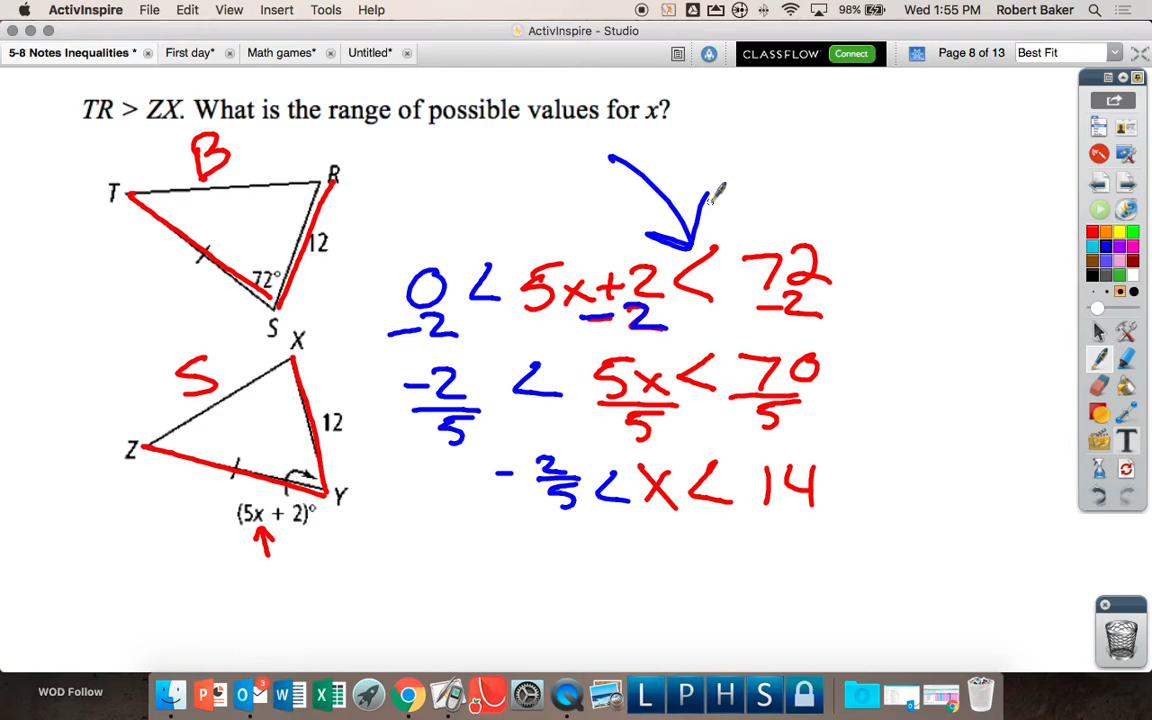 ActivInspire File Edit View Insert Tools Help 98% Wed 1:55 PM Robert Baker
ActivInspire - Studio
5-8 Notes Inequalities * First day* Math games* Untitled* CLASSFLOW Connect Page 8 of 13 Best Fit
TR > ZX. What is the range of possible values for x?
B
T R
12
72°
S
X
S
12
Z
Y
(5x + 2)°
0 < 5x+2 < 72
-2 -2 -2
-2 < 5x < 70
5 5 5
- 2/5 < x < 14
T
WOD Follow
3
W X L P H S